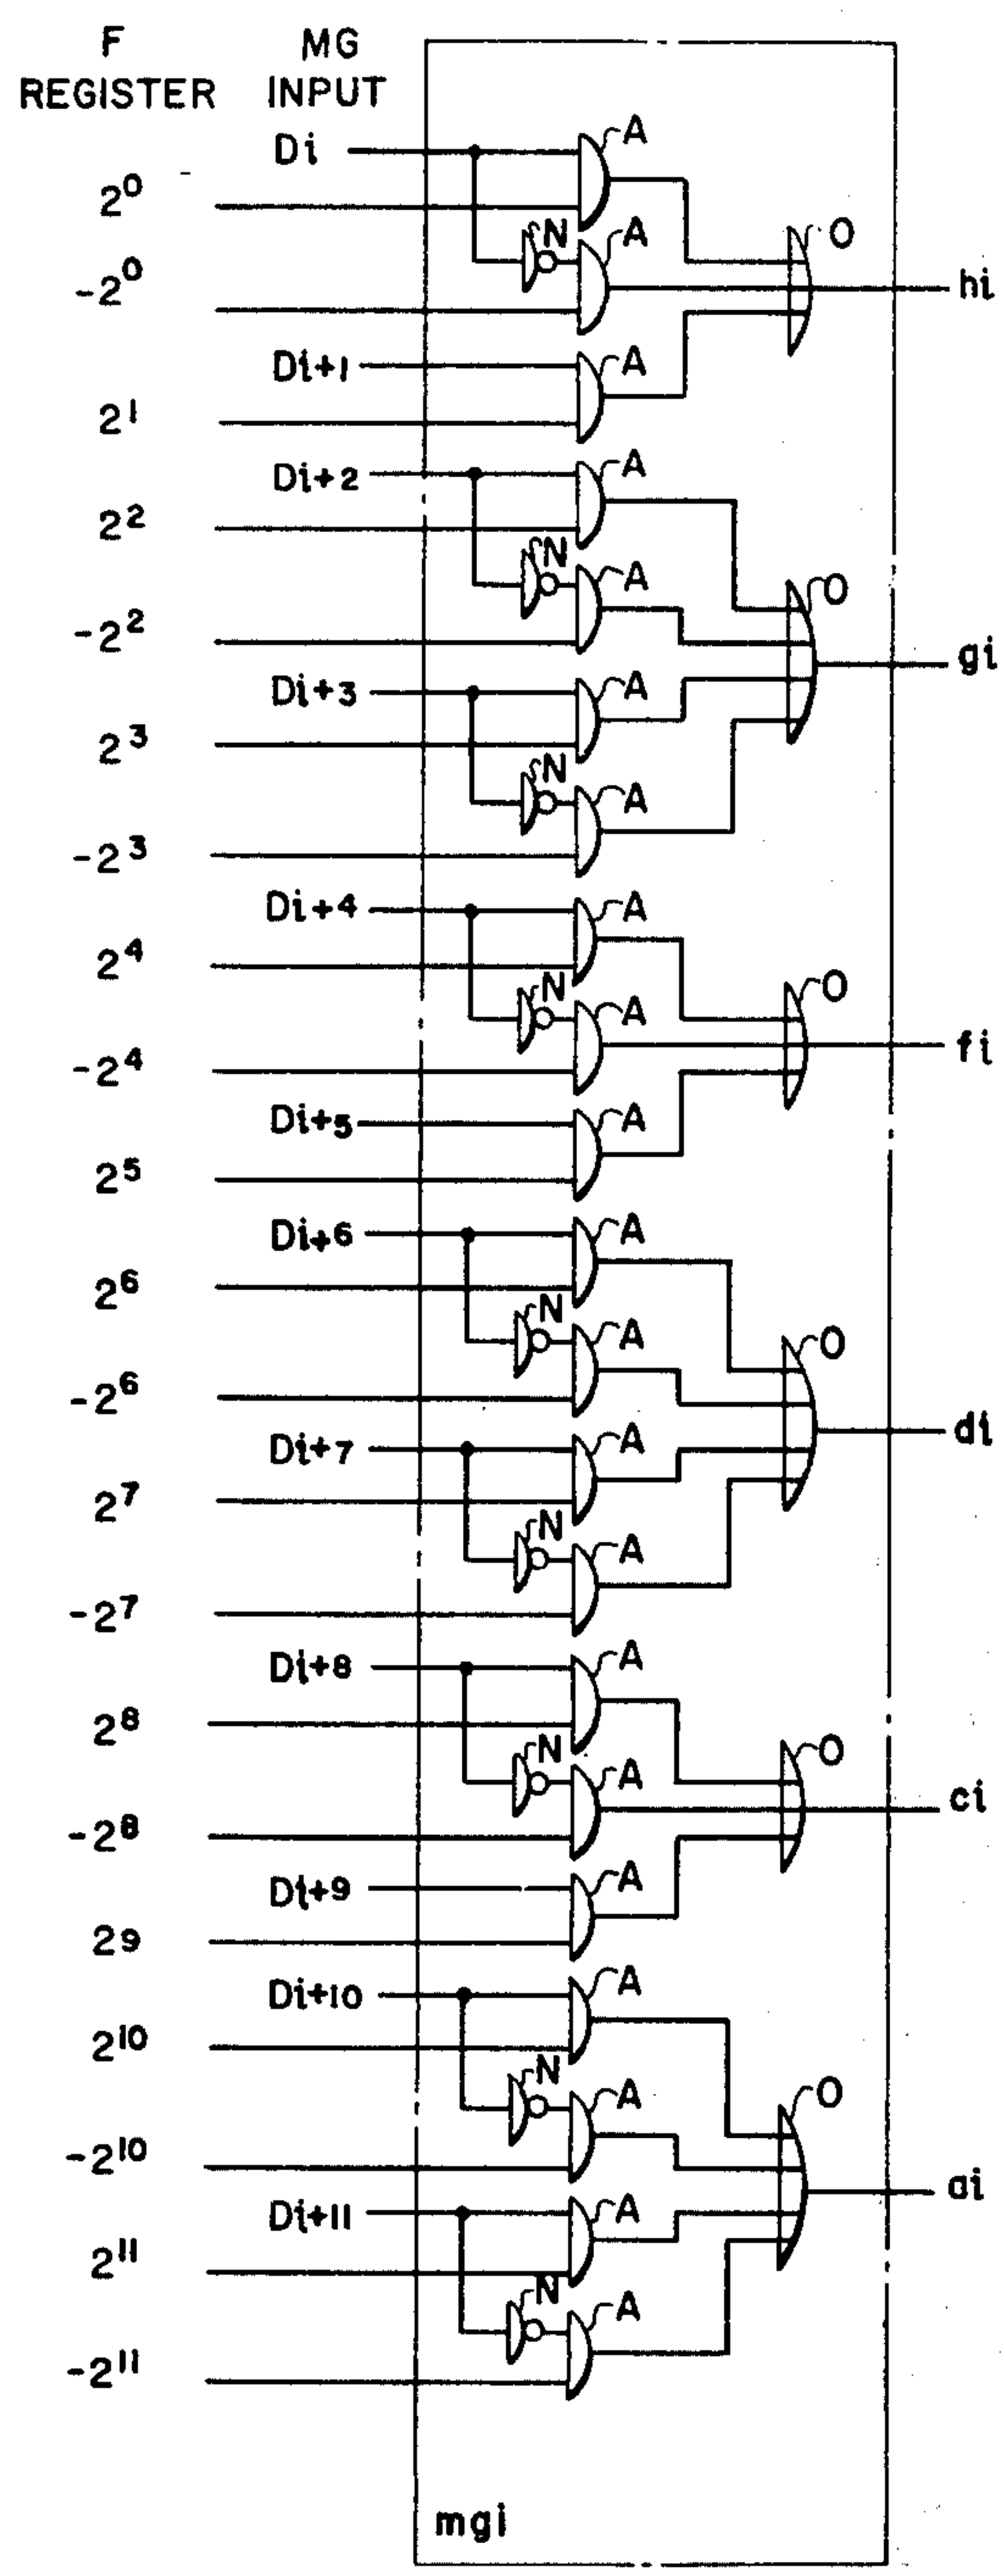 F MG
REGISTER INPUT
Di A
2⁰
N A O
-2⁰ hi
Di+1 A
2¹
Di+2 A
2²
N A O
-2² gi
Di+3 A
2³
N A
-2³
Di+4 A
2⁴
N A O
-2⁴ fi
Di+5 A
2⁵
Di+6 A
2⁶
N A O
-2⁶ di
Di+7 A
2⁷
N A
-2⁷
Di+8 A
2⁸
N A O
-2⁸ ci
Di+9 A
29
Di+10 A
2¹⁰
N A O
-2¹⁰ ai
Di+11 A
2¹¹
N A
-2¹¹
mgi